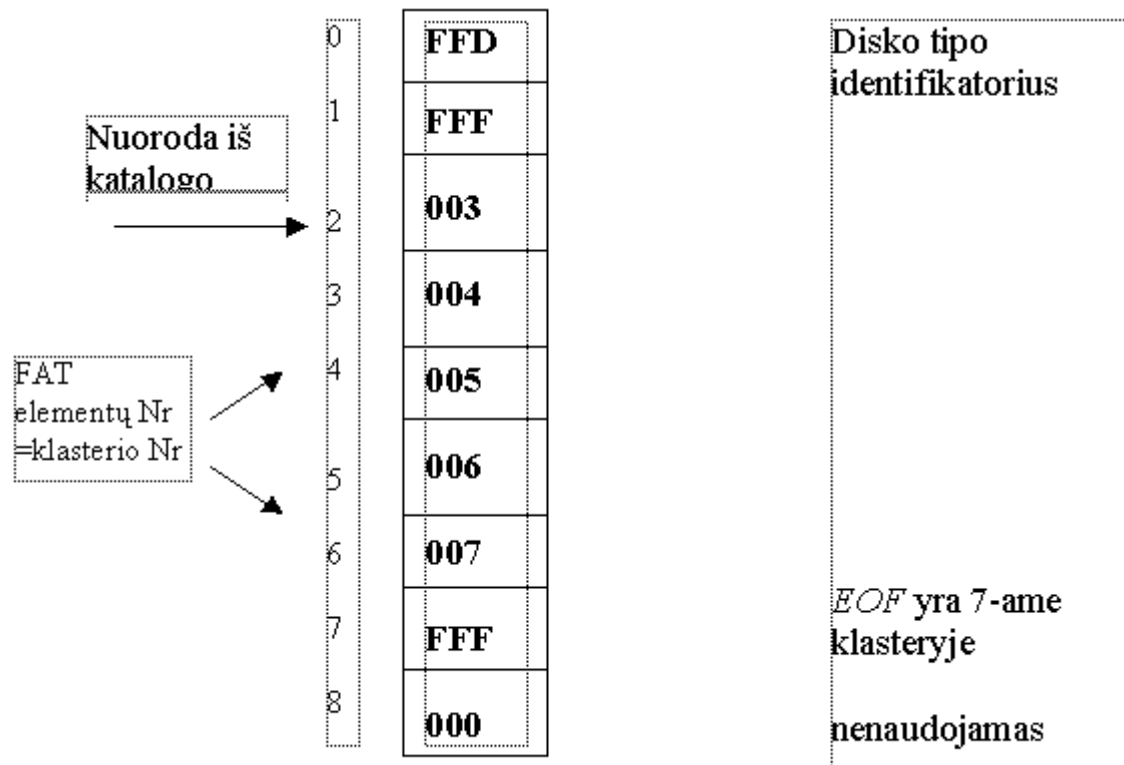 0
FFD
Disko tipo
identifikatorius
1
FFF
Nuoroda iš
katalogo
2
003
3
004
FAT
elementų Nr
=klasterio Nr
4
005
5
006
6
007
7
FFF
EOF yra 7-ame
klasteryje
8
000
nenaudojamas